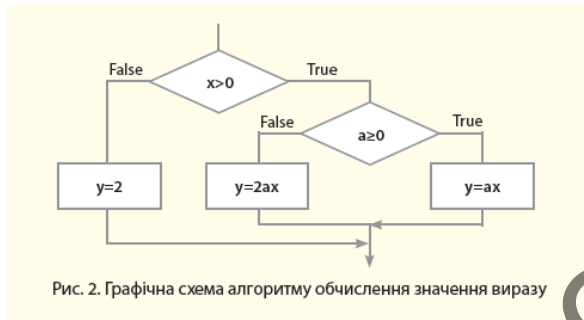 False
True
x>0
False
True
a≥0
y=2
y=2ax
y=ax
Рис. 2. Графічна схема алгоритму обчислення значення виразу